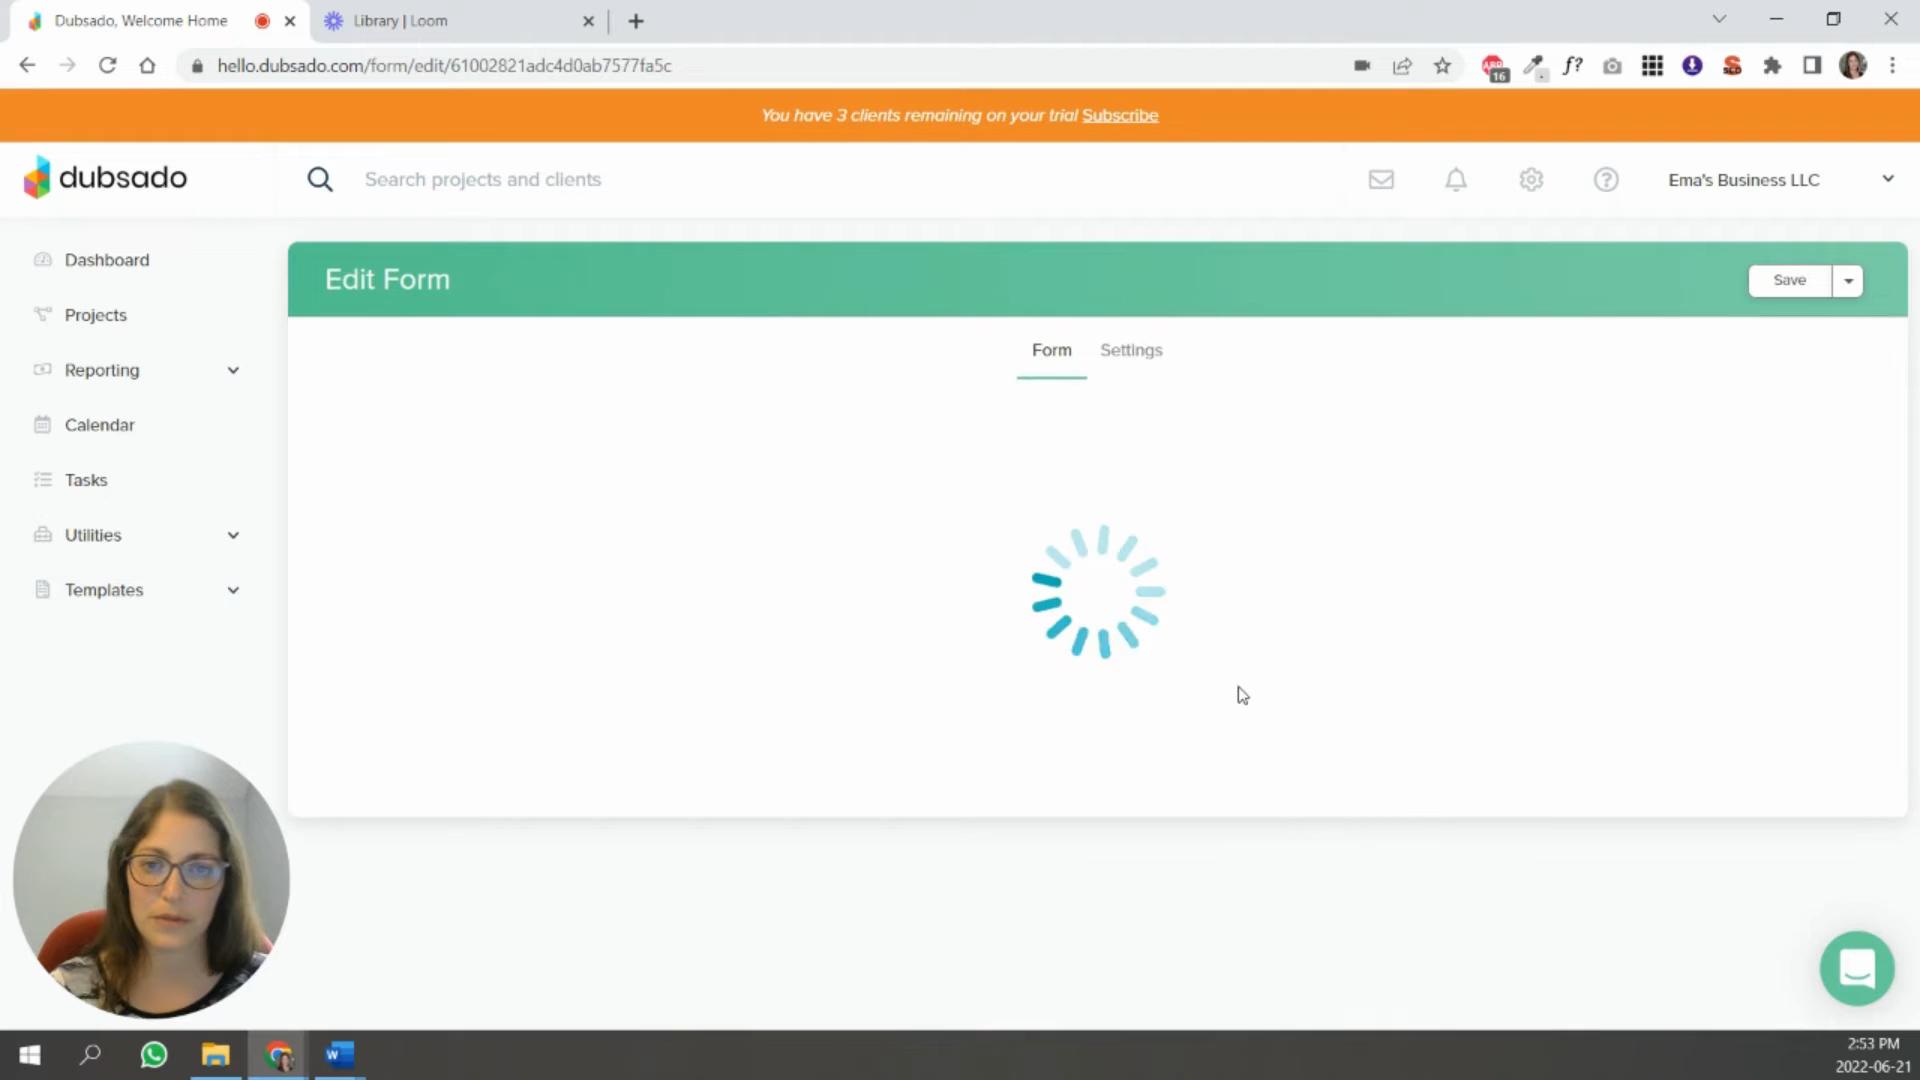 Dubsado, Welcome Home
Library | Loom
hello.dubsado.com/form/edit/61002821adc4d0ab7577fa5c
ABP
16
f?
You have 3 clients remaining on your trial Subscribe
dubsado
Search projects and clients
Ema's Business LLC
Dashboard
Projects
Reporting
Calendar
Tasks
Utilities
Templates
Edit Form
Save
Form
Settings
W
2:53 PM
2022-06-21